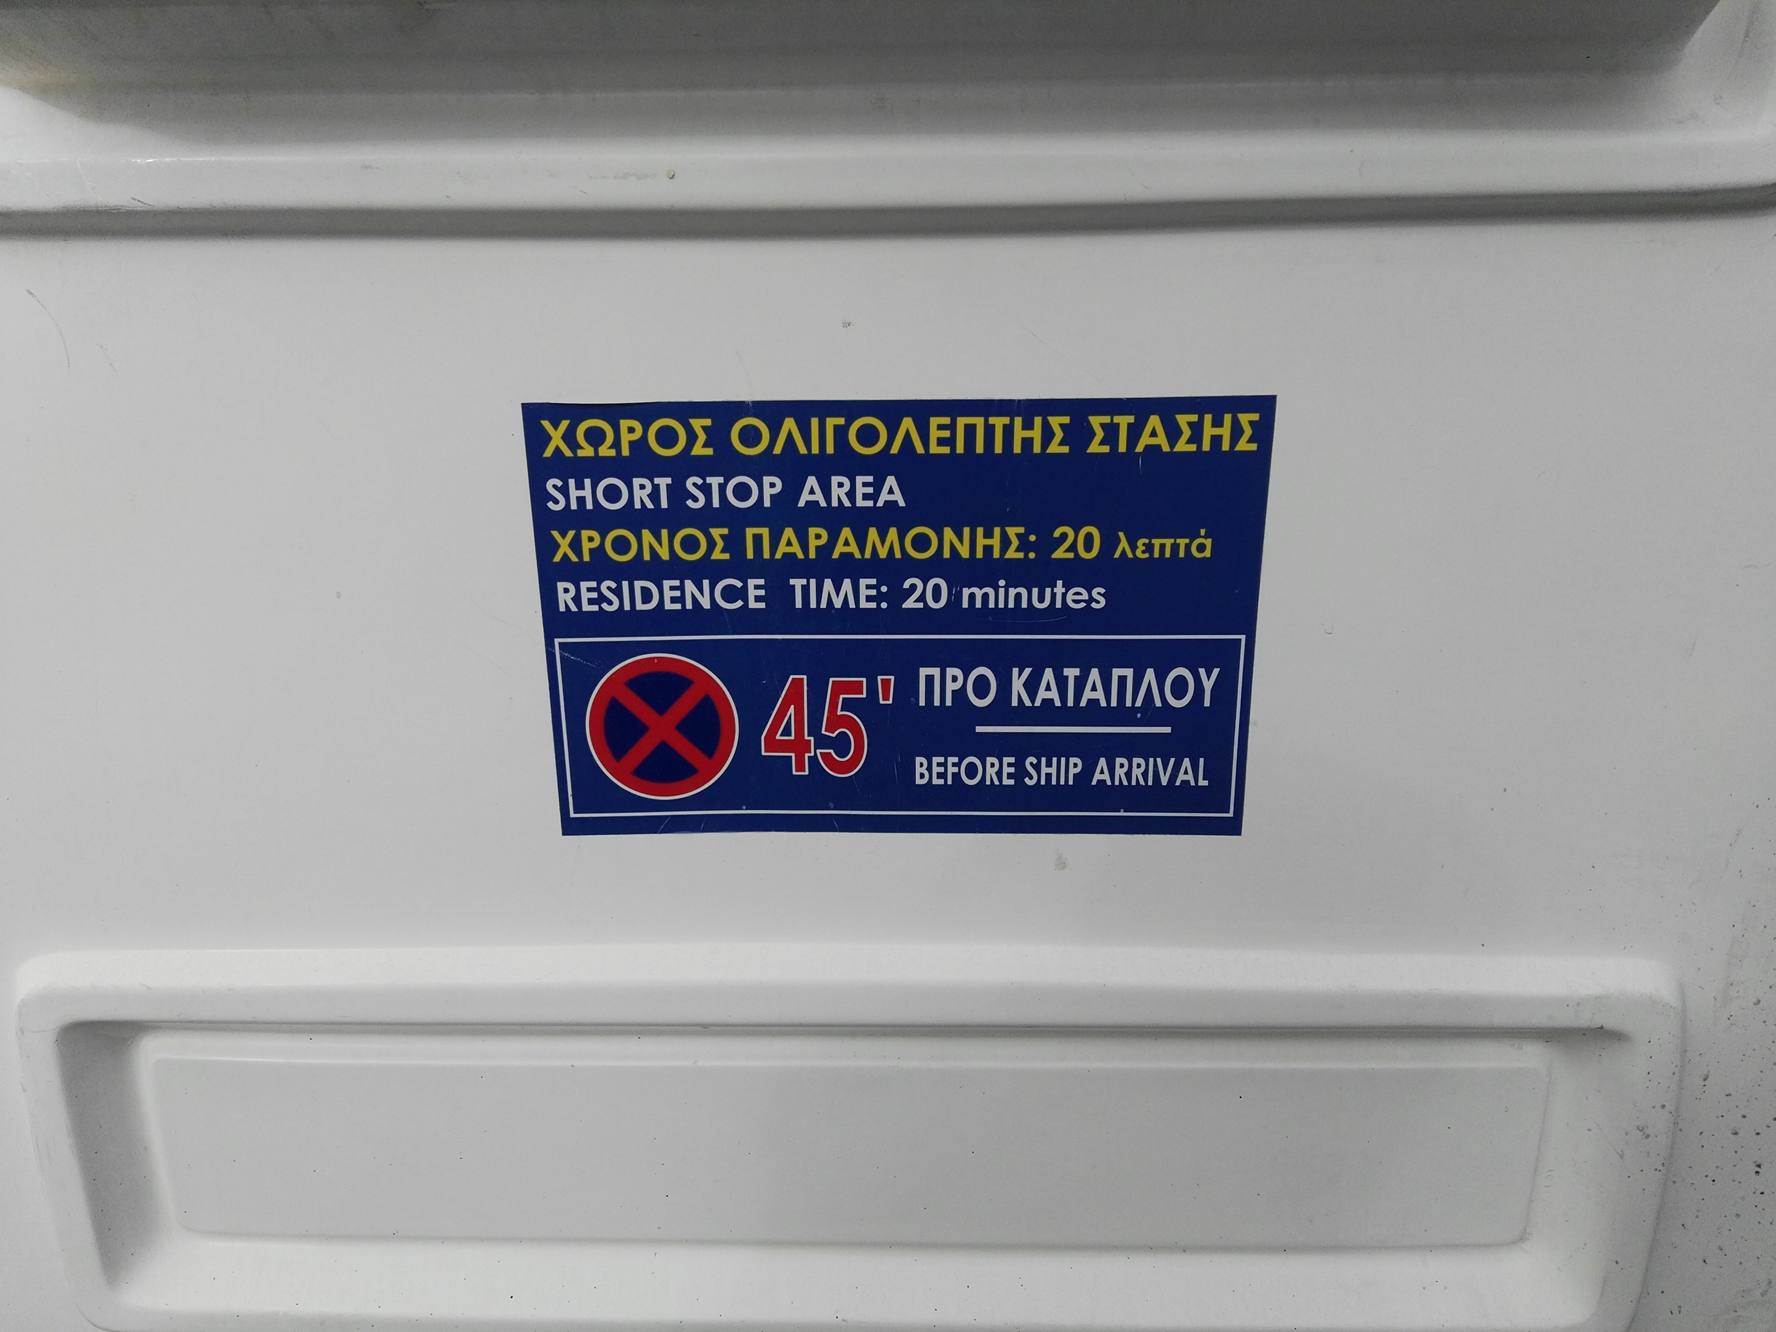 ΧΩΡΟΣ ΟΛΙΓΟΛΕΠΤΗΣ ΣΤΑΣΗΣ
SHORT STOP AREA
ΧΡΟΝΟΣ ΠΑΡΑΜΟΝΗΣ: 20 λεπτά
RESIDENCE TIME: 20 minutes
45' ΠΡΟ ΚΑΤΑΠΛΟΥ
BEFORE SHIP ARRIVAL